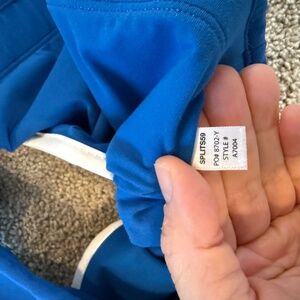 SPLITS59
PO# 8702-Y
STYLE #
A7004